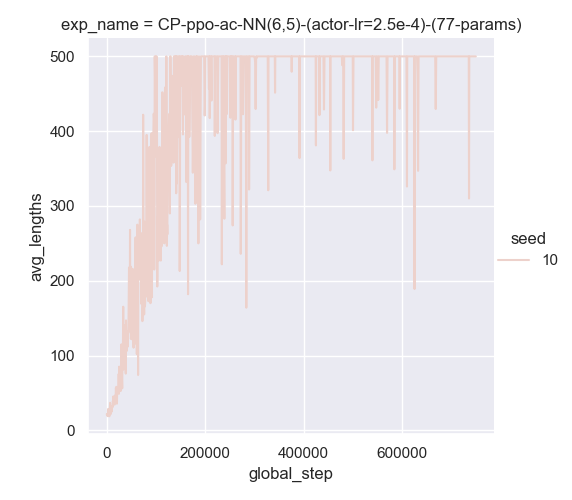 exp_name = CP-ppo-ac-NN(6,5)-(actor-lr=2.5e-4)-(77-params)
500
400
300
200
100
0
avg_lengths
0 200000 400000 600000
global_step
seed
10